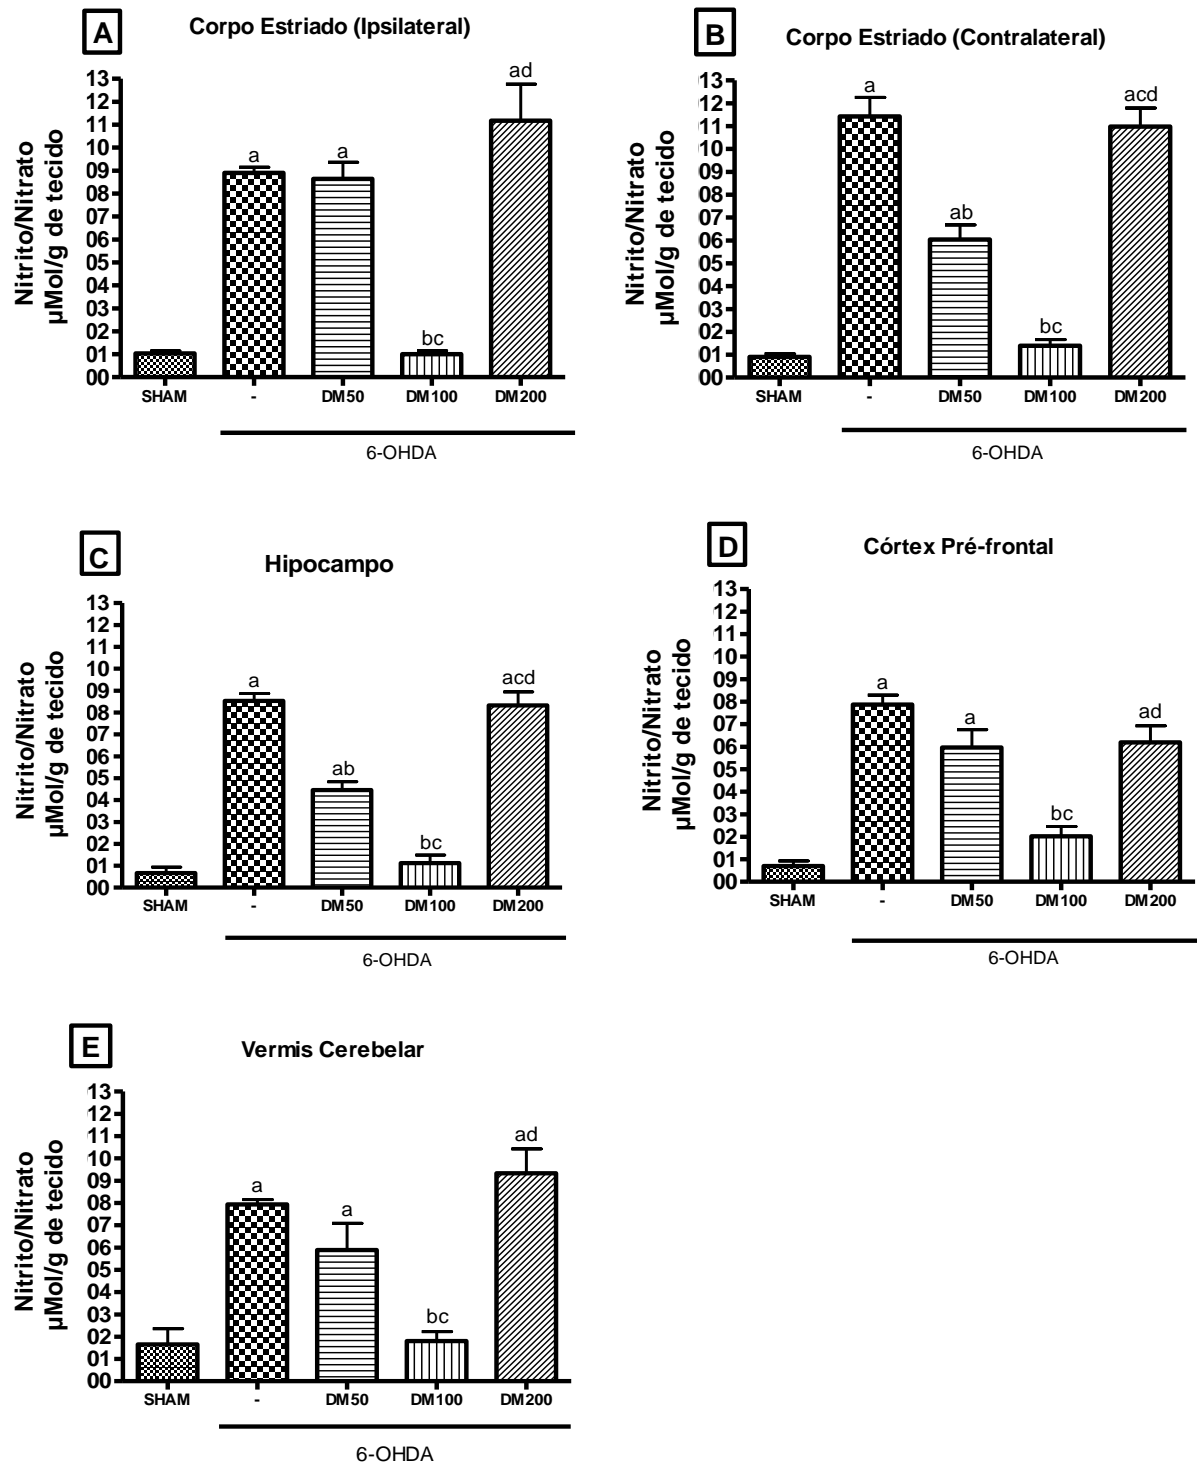 A
Corpo Estriado (Ipsilateral)
Nitrito/Nitrato
µMol/g de tecido
13
12
11
10
09
08
07
06
05
04
03
02
01
00
a
a
bc
ad
SHAM - DM50 DM100 DM200
6-OHDA
B
Corpo Estriado (Contralateral)
Nitrito/Nitrato
µMol/g de tecido
13
12
11
10
09
08
07
06
05
04
03
02
01
00
a
ab
bc
acd
SHAM - DM50 DM100 DM200
6-OHDA
C
Hipocampo
Nitrito/Nitrato
µMol/g de tecido
13
12
11
10
09
08
07
06
05
04
03
02
01
00
a
ab
bc
acd
SHAM - DM50 DM100 DM200
6-OHDA
D
Córtex Pré-frontal
Nitrito/Nitrato
µMol/g de tecido
13
12
11
10
09
08
07
06
05
04
03
02
01
00
a
a
bc
ad
SHAM - DM50 DM100 DM200
6-OHDA
E
Vermis Cerebelar
Nitrito/Nitrato
µMol/g de tecido
13
12
11
10
09
08
07
06
05
04
03
02
01
00
a
a
bc
ad
SHAM - DM50 DM100 DM200
6-OHDA